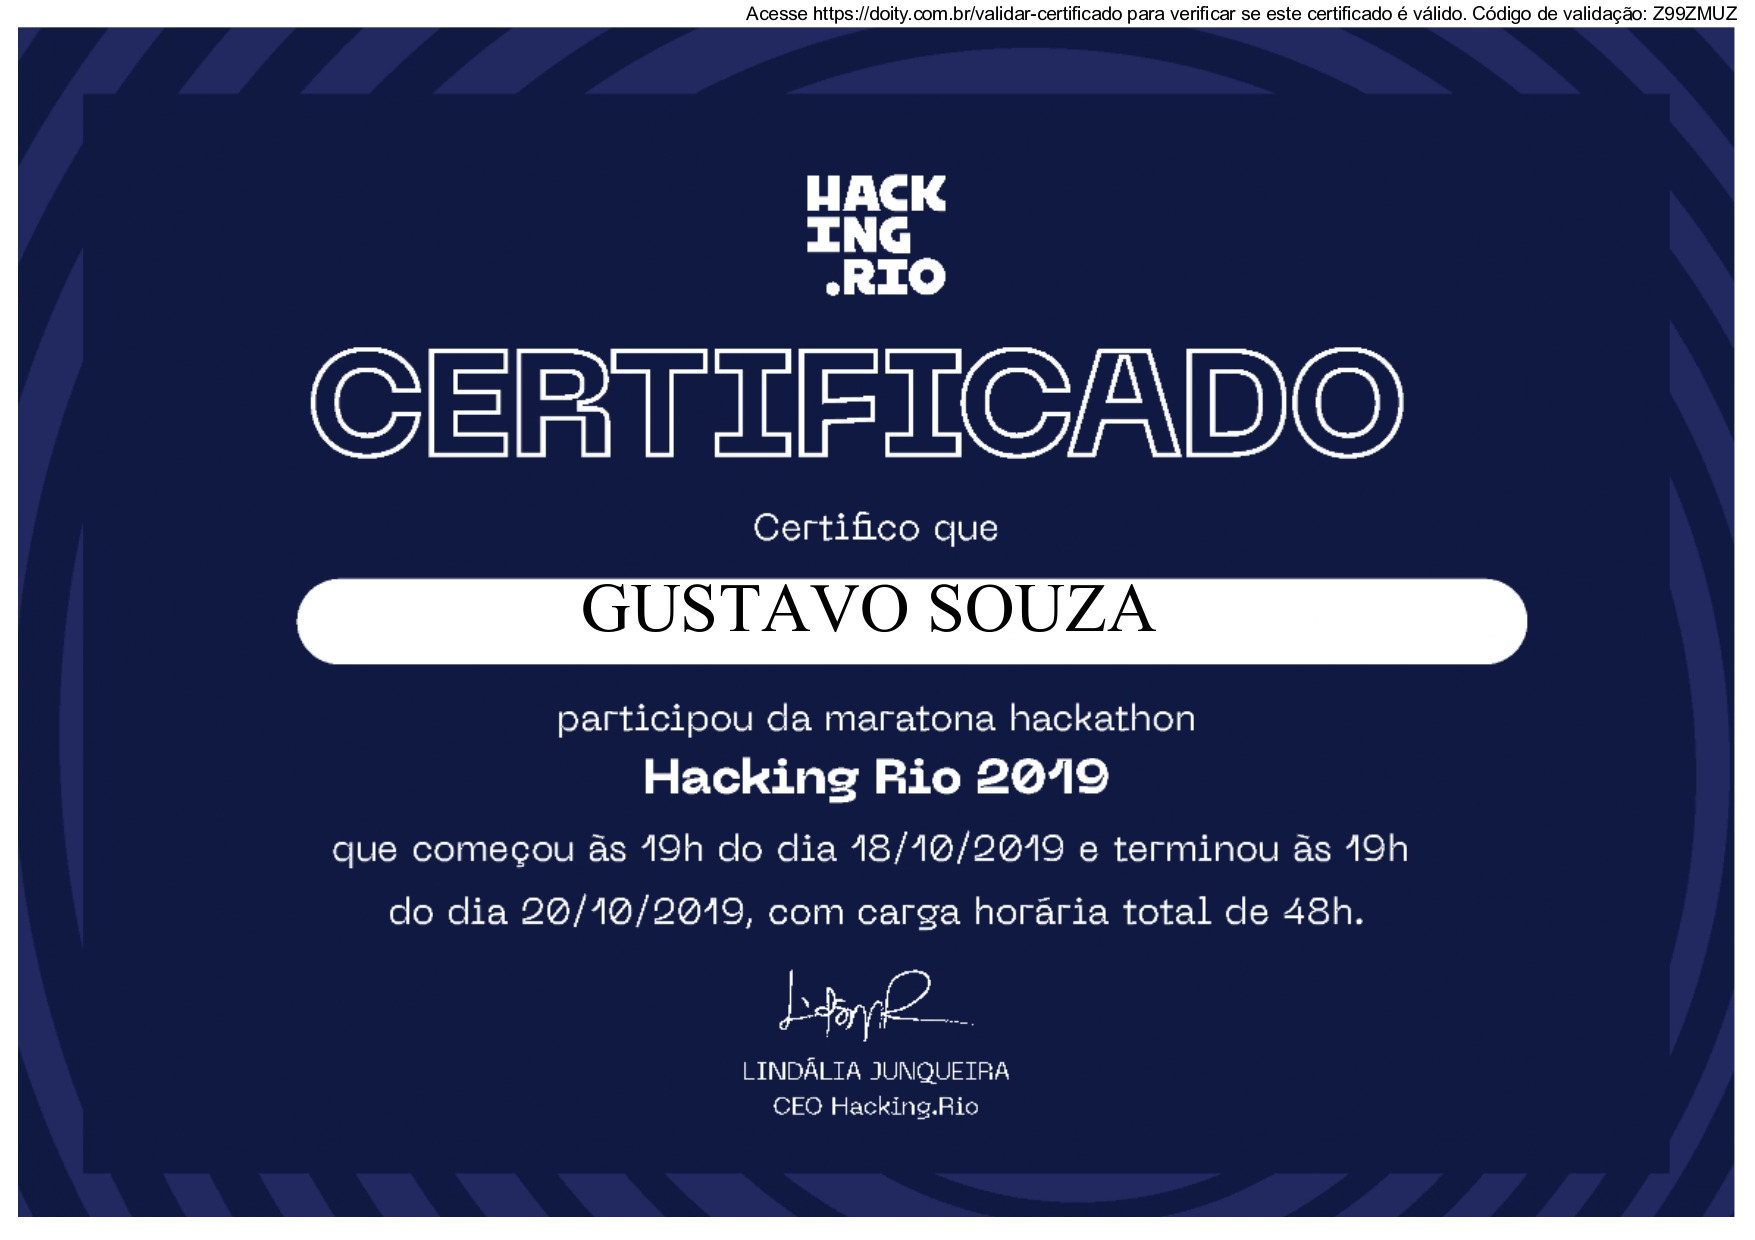 Acesse https://doity.com.br/validar-certificado para verificar se este certificado é válido. Código de validação: Z99ZMUZ
HACK
ING
.RIO
CERTIFICADO
Certifico que
GUSTAVO SOUZA
participou da maratona hackathon
Hacking Rio 2019
que começou às 19h do dia 18/10/2019 e terminou às 19h
do dia 20/10/2019, com carga horária total de 48h.
LINDÁLIA JUNQUEIRA
CEO Hacking.Rio